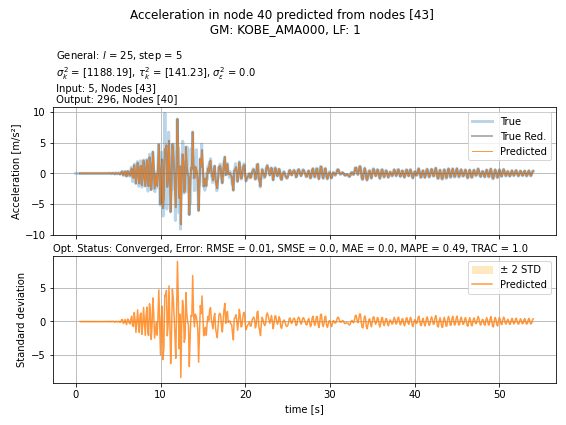 Acceleration in node 40 predicted from nodes [43]
GM: KOBE_AMA000, LF: 1
General: l = 25, step = 5
σ²ₖ = [1188.19], τ²ₖ = [141.23], σ²ε = 0.0
Input: 5, Nodes [43]
Output: 296, Nodes [40]
10
5
0
−5
−10
Acceleration [m/s²]
True
True Red.
Predicted
Opt. Status: Converged, Error: RMSE = 0.01, SMSE = 0.0, MAE = 0.0, MAPE = 0.49, TRAC = 1.0
5
0
−5
Standard deviation
± 2 STD
Predicted
0 10 20 30 40 50
time [s]